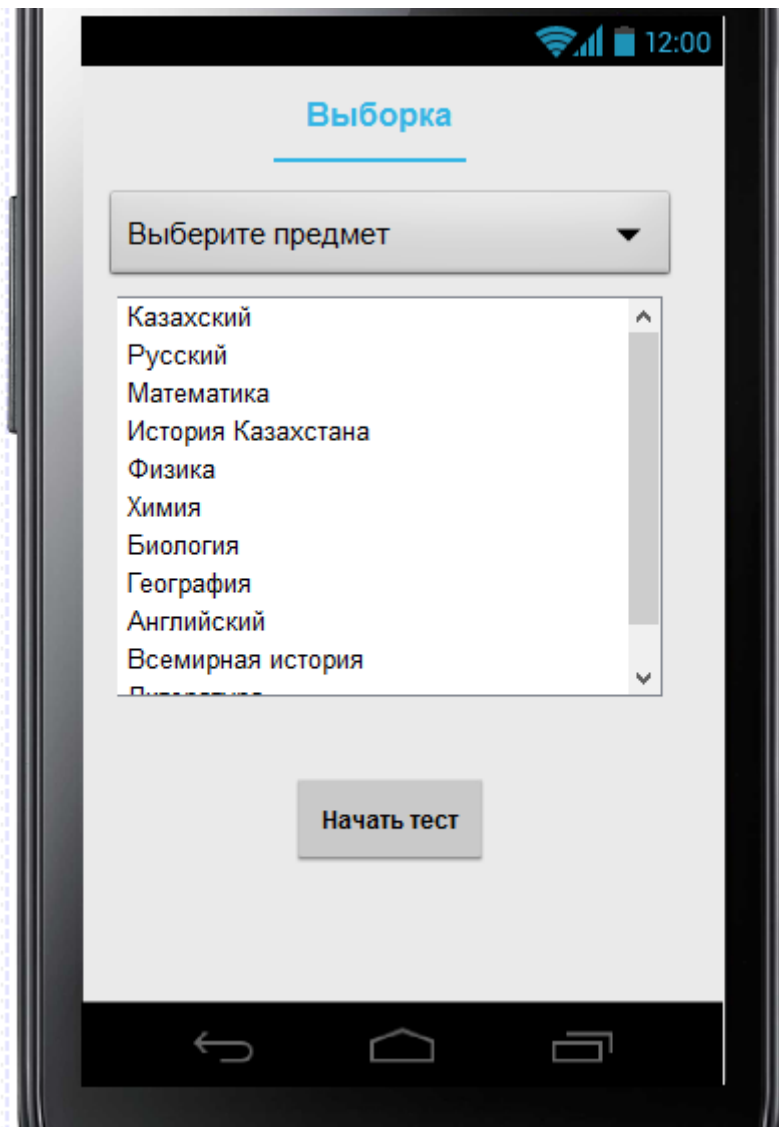 12:00
Выборка
Выберите предмет
Казахский
Русский
Математика
История Казахстана
Физика
Химия
Биология
География
Английский
Всемирная история
Литература
Начать тест